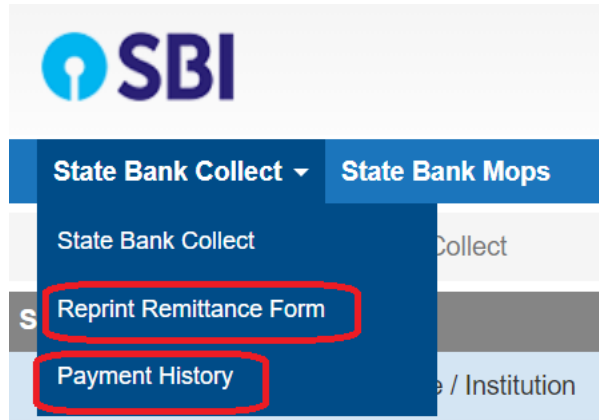 SBI
State Bank Collect State Bank Mops
State Bank Collect
Collect
Reprint Remittance Form
S
Payment History
/ Institution